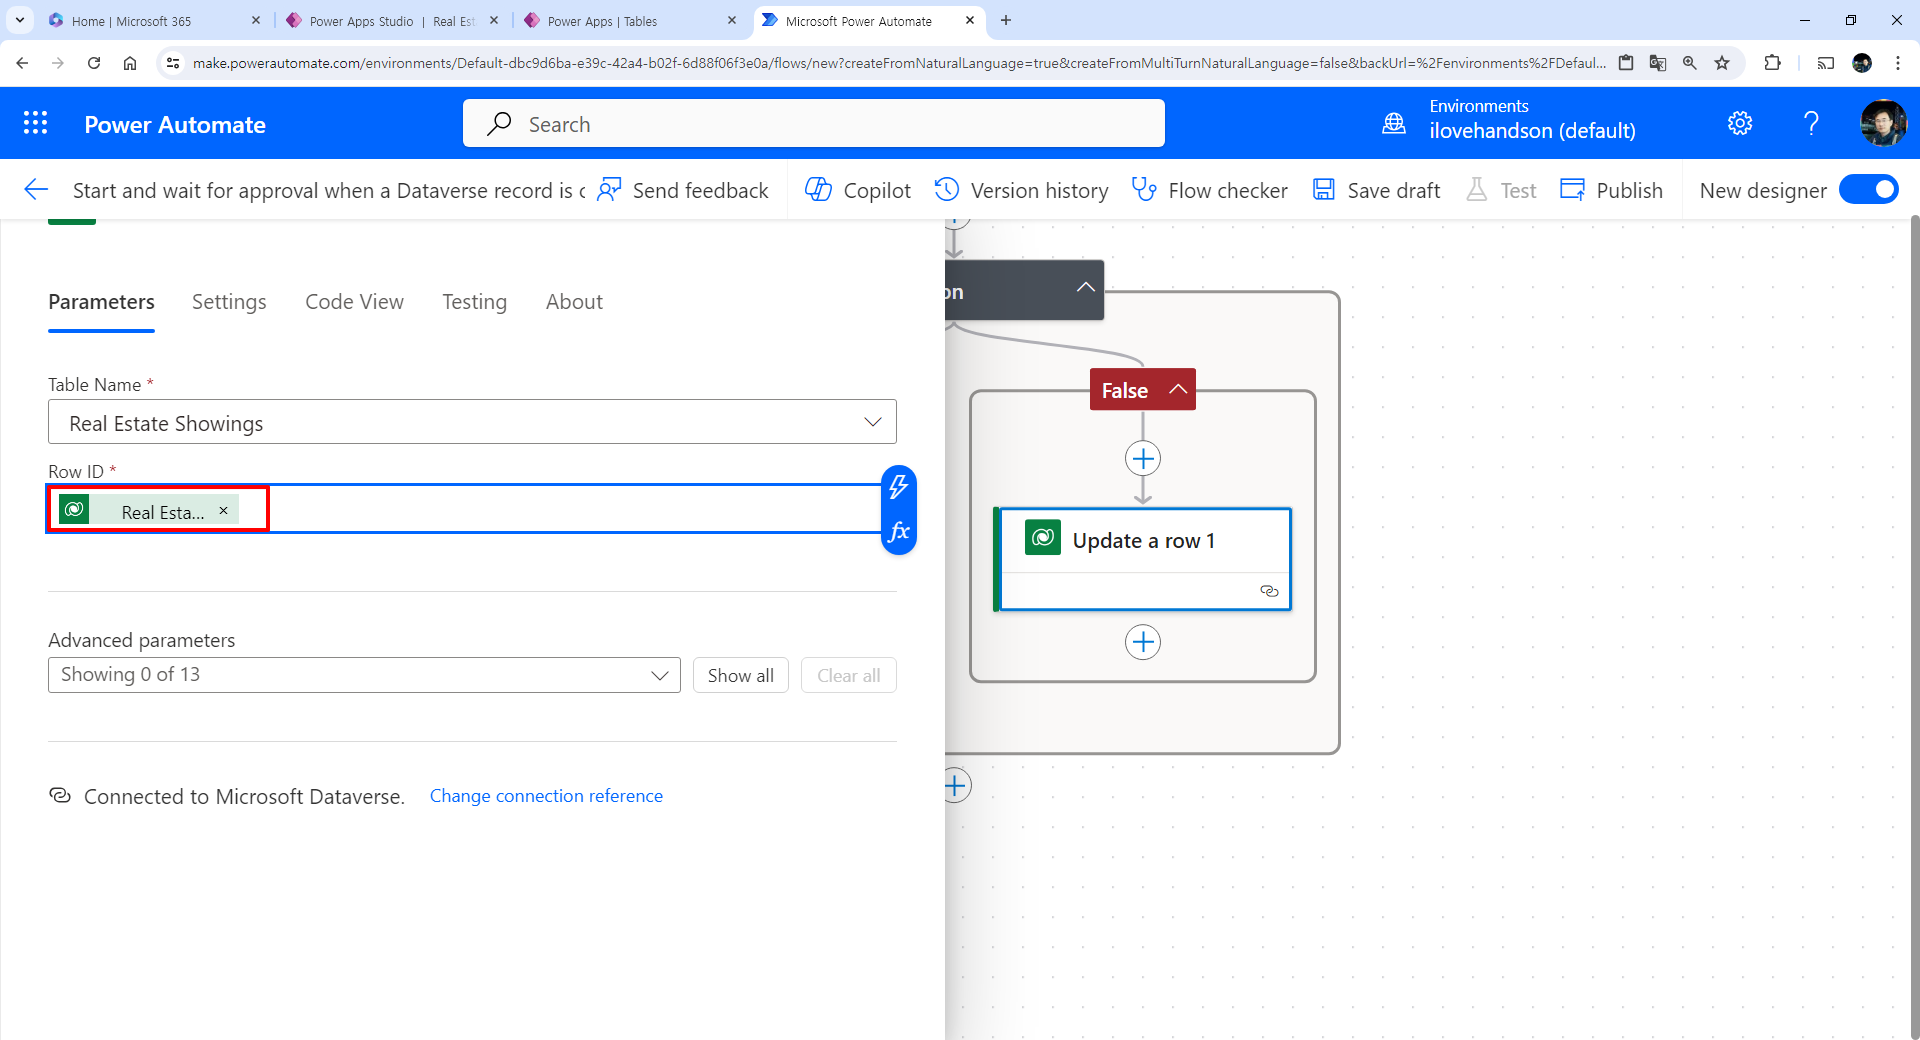 Home | Microsoft 365
Power Apps Studio | Real Est
Power Apps | Tables
Microsoft Power Automate
make.powerautomate.com/environments/Default-dbc9d6ba-e39c-42a4-b02f-6d88f06f3e0a/flows/new?createFromNaturalLanguage=true&createFromMultiTurnNaturalLanguage=false&backUrl=%2Fenvironments%2FDefaul...
Power Automate
Search
Environments
ilovehandson (default)
Start and wait for approval when a Dataverse record is c
Send feedback
Copilot
Version history
Flow checker
Save draft
Test
Publish
New designer
Parameters
Settings
Code View
Testing
About
Table Name *
Real Estate Showings
Row ID *
Real Esta...
fx
Advanced parameters
Showing 0 of 13
Show all
Clear all
Connected to Microsoft Dataverse.
Change connection reference
on
False
Update a row 1